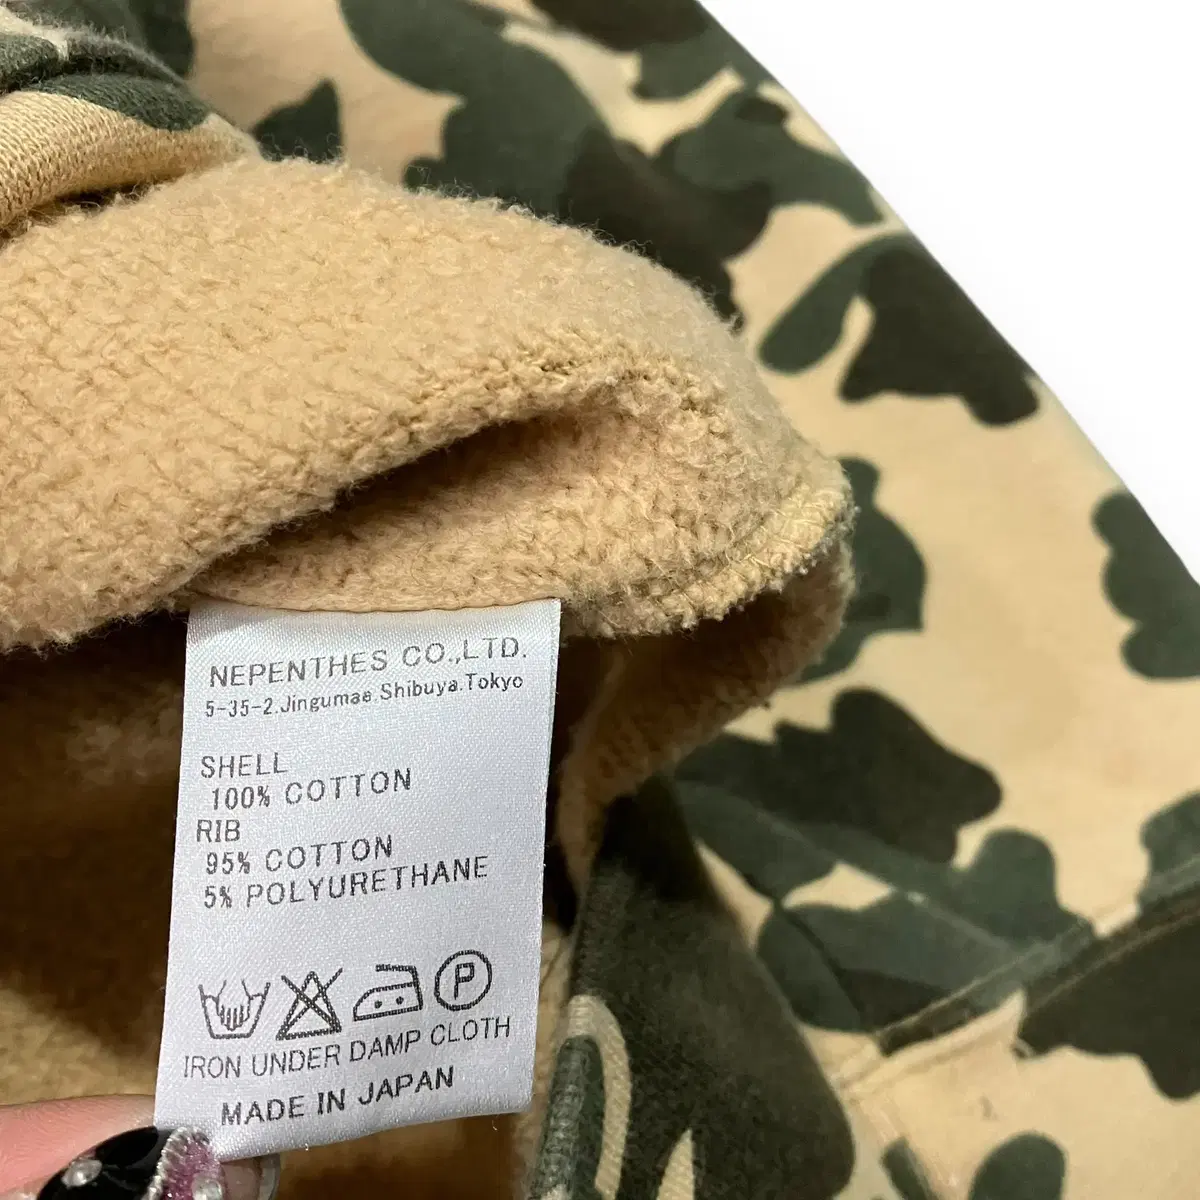 NEPENTHES CO.,LTD.
5-35-2.Jingumae.Shibuya.Tokyo
SHELL
100% COTTON
RIB
95% COTTON
5% POLYURETHANE
P
IRON UNDER DAMP CLOTH
MADE IN JAPAN